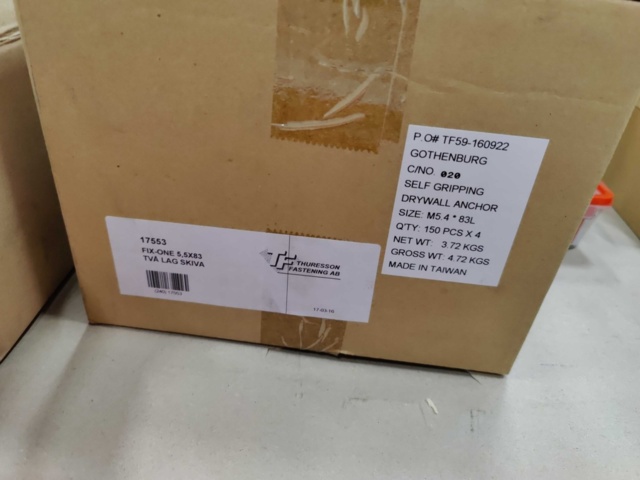 P O# TF59-160922
GOTHENBURG
C/NO. 020
SELF GRIPPING
DRYWALL ANCHOR
SIZE: M5.4 * 83L
Q'TY: 150 PCS X 4
NET WT: 3.72 KGS
GROSS WT: 4.72 KGS
MADE IN TAIWAN
17553
FIX-ONE 5,5X83
TVÅ LAG SKIVA
TF THURESSON
FASTENING AB